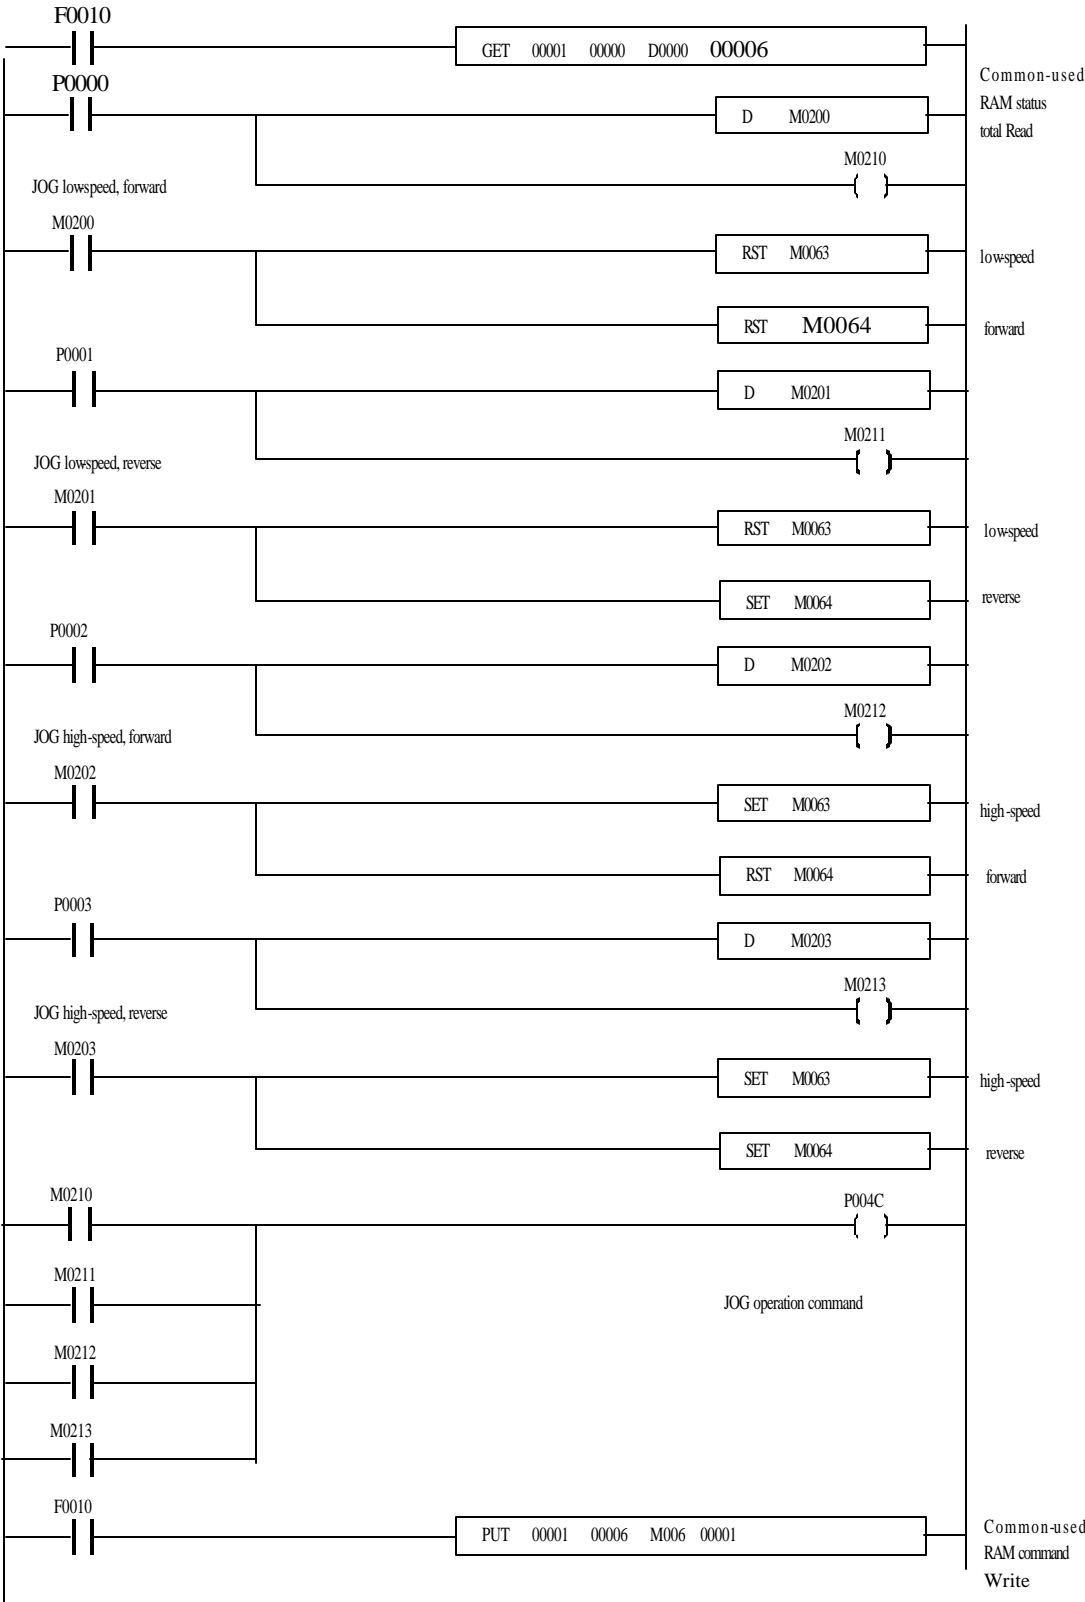 F0010
GET 00001 00000 D0000 00006
P0000
Common-used
RAM status
total Read
D M0200
M0210
JOG lowspeed, forward
M0200
RST M0063
lowspeed
RST M0064
forward
P0001
D M0201
M0211
JOG lowspeed, reverse
M0201
RST M0063
lowspeed
SET M0064
reverse
P0002
D M0202
M0212
JOG high-speed, forward
M0202
SET M0063
high-speed
RST M0064
forward
P0003
D M0203
M0213
JOG high-speed, reverse
M0203
SET M0063
high-speed
SET M0064
reverse
M0210
P004C
M0211
JOG operation command
M0212
M0213
F0010
PUT 00001 00006 M006 00001
Common-used
RAM command
Write